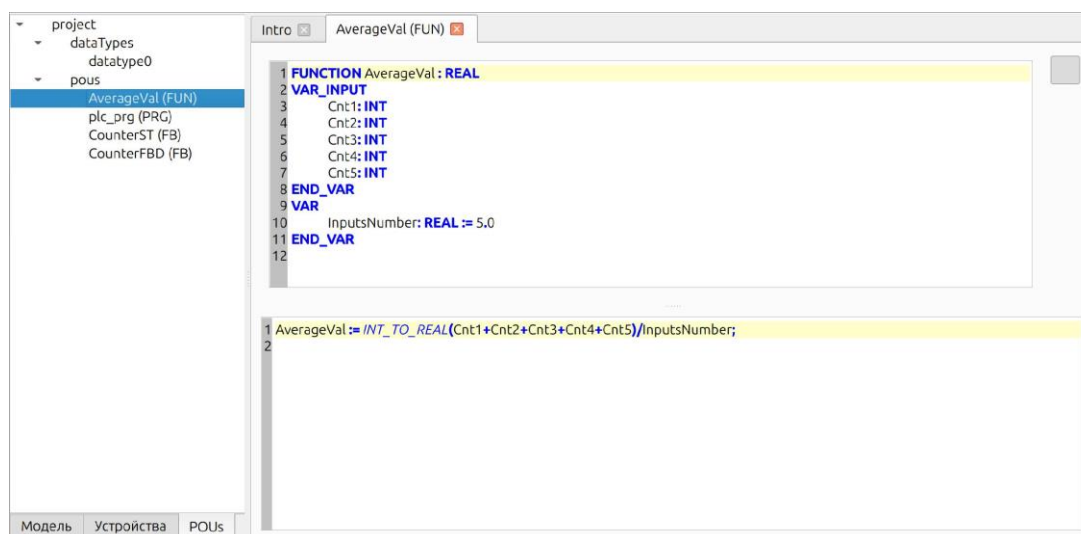 project
dataTypes
datatype0
pous
AverageVal (FUN)
plc_prg (PRG)
CounterST (FB)
CounterFBD (FB)
Модель Устройства POUs
Intro AverageVal (FUN)
1 FUNCTION AverageVal : REAL
2 VAR_INPUT
3 Cnt1: INT
4 Cnt2: INT
5 Cnt3: INT
6 Cnt4: INT
7 Cnt5: INT
8 END_VAR
9 VAR
10 InputsNumber: REAL := 5.0
11 END_VAR
12
1 AverageVal := INT_TO_REAL(Cnt1+Cnt2+Cnt3+Cnt4+Cnt5)/InputsNumber;
2